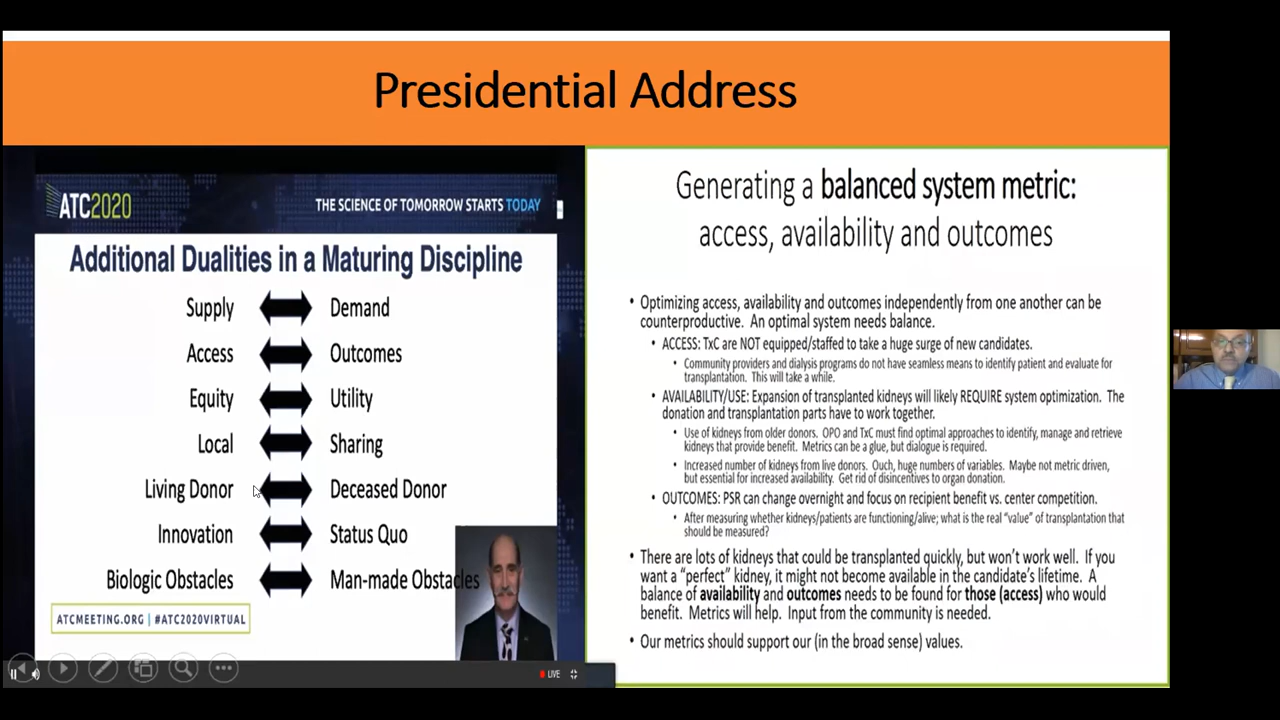 Presidential Address
ATC2020
THE SCIENCE OF TOMORROW STARTS TODAY
Additional Dualities in a Maturing Discipline
Supply Demand
Access Outcomes
Equity Utility
Local Sharing
Living Donor Deceased Donor
Innovation Status Quo
Biologic Obstacles Man-made Obstacles
ATCMEETING.ORG | #ATC2020VIRTUAL
LIVE
Generating a balanced system metric:
access, availability and outcomes
• Optimizing access, availability and outcomes independently from one another can be
counterproductive. An optimal system needs balance.
• ACCESS: TxC are NOT equipped/staffed to take a huge surge of new candidates.
• Community providers and dialysis programs do not have seamless means to identify patient and evaluate for
transplantation. This will take a while.
• AVAILABILITY/USE: Expansion of transplanted kidneys will likely REQUIRE system optimization. The
donation and transplantation parts have to work together.
• Use of kidneys from older donors. OPO and TxC must find optimal approaches to identify, manage and retrieve
kidneys that provide benefit. Metrics can be a glue, but dialogue is required.
• Increased number of kidneys from live donors. Ouch, huge numbers of variables. Maybe not metric driven,
but essential for increased availability. Get rid of disincentives to organ donation.
• OUTCOMES: PSR can change overnight and focus on recipient benefit vs. center competition.
• After measuring whether kidneys/patients are functioning/alive; what is the real "value" of transplantation that
should be measured?
• There are lots of kidneys that could be transplanted quickly, but won't work well. If you
want a "perfect" kidney, it might not become available in the candidate's lifetime. A
balance of availability and outcomes needs to be found for those (access) who would
benefit. Metrics will help. Input from the community is needed.
• Our metrics should support our (in the broad sense) values.